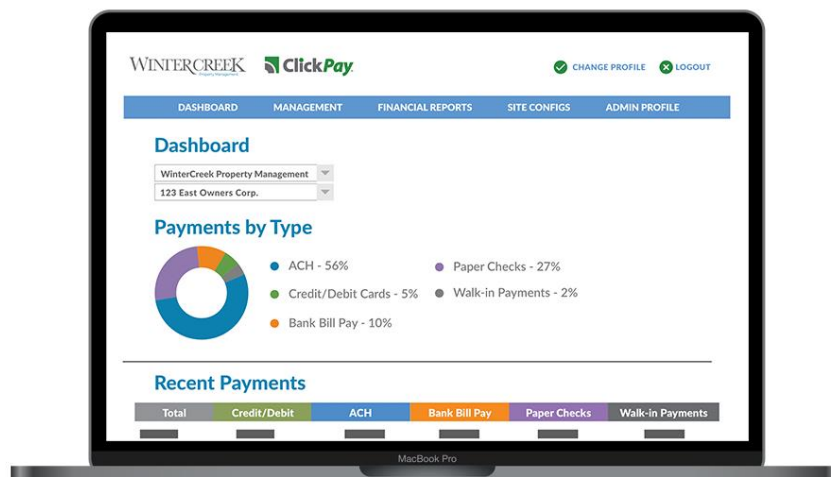 WINTERCREEK
Property Management
ClickPay
CHANGE PROFILE LOGOUT
DASHBOARD MANAGEMENT FINANCIAL REPORTS SITE CONFIGS ADMIN PROFILE
Dashboard
WinterCreek Property Management
123 East Owners Corp.
Payments by Type
ACH - 56%
Paper Checks - 27%
Credit/Debit Cards - 5%
Walk-in Payments - 2%
Bank Bill Pay - 10%
Recent Payments
Total Credit/Debit ACH Bank Bill Pay Paper Checks Walk-in Payments
MacBook Pro